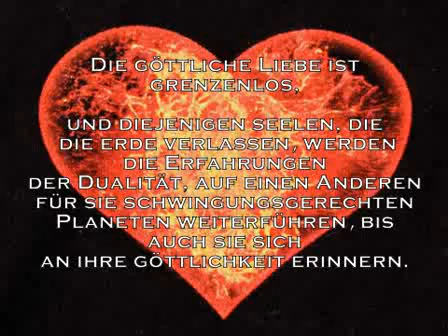 Die göttliche Liebe ist
grenzenlos,
und diejenigen Seelen, die
die Erde verlassen, werden
die Erfahrungen
der Dualität, auf einen Anderen
für sie schwingungsgerechten
Planeten weiterführen, bis
auch sie sich
an ihre Göttlichkeit erinnern.